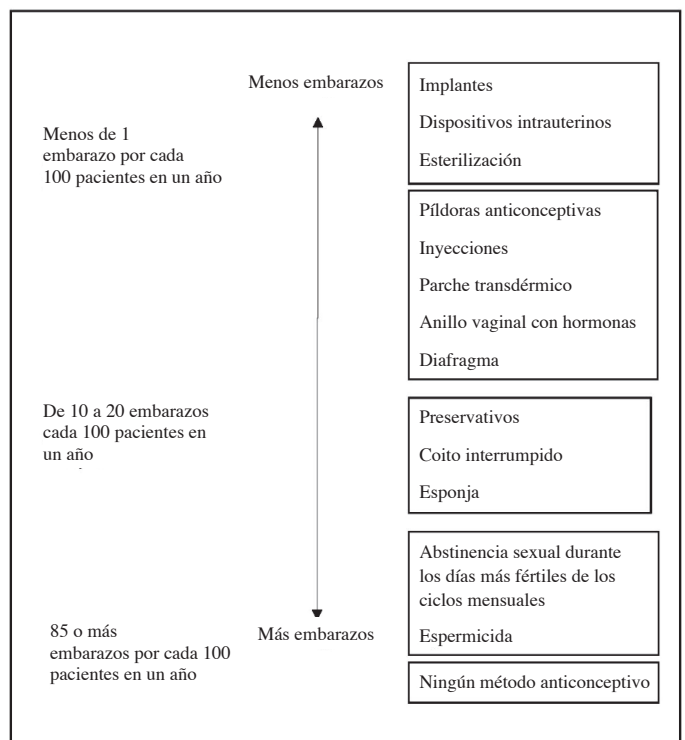 Menos embarazos
Menos de 1
embarazo por cada
100 pacientes en un año
Implantes
Dispositivos intrauterinos
Esterilización
Píldoras anticonceptivas
Inyecciones
Parche transdérmico
Anillo vaginal con hormonas
Diafragma
De 10 a 20 embarazos
cada 100 pacientes en
un año
Preservativos
Coito interrumpido
Esponja
Abstinencia sexual durante
los días más fértiles de los
ciclos mensuales
Espermicida
85 o más
embarazos por cada 100
pacientes en un año
Más embarazos
Ningún método anticonceptivo